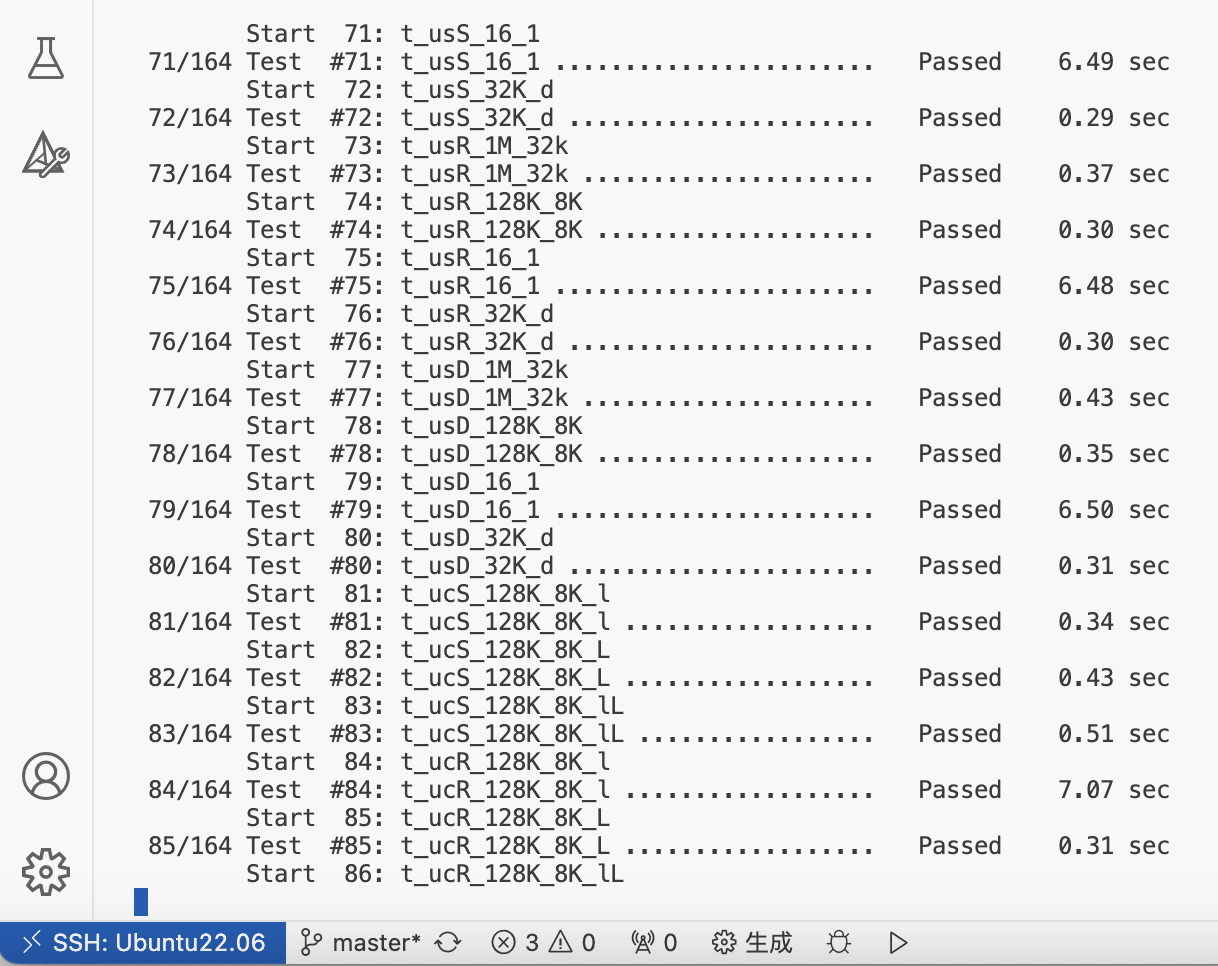 Start  71: t_usS_16_1
71/164 Test  #71: t_usS_16_1 .......................   Passed    6.49 sec
Start  72: t_usS_32K_d
72/164 Test  #72: t_usS_32K_d ......................   Passed    0.29 sec
Start  73: t_usR_1M_32k
73/164 Test  #73: t_usR_1M_32k .....................   Passed    0.37 sec
Start  74: t_usR_128K_8K
74/164 Test  #74: t_usR_128K_8K ....................   Passed    0.30 sec
Start  75: t_usR_16_1
75/164 Test  #75: t_usR_16_1 .......................   Passed    6.48 sec
Start  76: t_usR_32K_d
76/164 Test  #76: t_usR_32K_d ......................   Passed    0.30 sec
Start  77: t_usD_1M_32k
77/164 Test  #77: t_usD_1M_32k .....................   Passed    0.43 sec
Start  78: t_usD_128K_8K
78/164 Test  #78: t_usD_128K_8K ....................   Passed    0.35 sec
Start  79: t_usD_16_1
79/164 Test  #79: t_usD_16_1 .......................   Passed    6.50 sec
Start  80: t_usD_32K_d
80/164 Test  #80: t_usD_32K_d ......................   Passed    0.31 sec
Start  81: t_ucS_128K_8K_l
81/164 Test  #81: t_ucS_128K_8K_l ..................   Passed    0.34 sec
Start  82: t_ucS_128K_8K_L
82/164 Test  #82: t_ucS_128K_8K_L ..................   Passed    0.43 sec
Start  83: t_ucS_128K_8K_lL
83/164 Test  #83: t_ucS_128K_8K_lL .................   Passed    0.51 sec
Start  84: t_ucR_128K_8K_l
84/164 Test  #84: t_ucR_128K_8K_l ..................   Passed    7.07 sec
Start  85: t_ucR_128K_8K_L
85/164 Test  #85: t_ucR_128K_8K_L ..................   Passed    0.31 sec
Start  86: t_ucR_128K_8K_lL
SSH: Ubuntu22.06 master* 3 0 0 生成